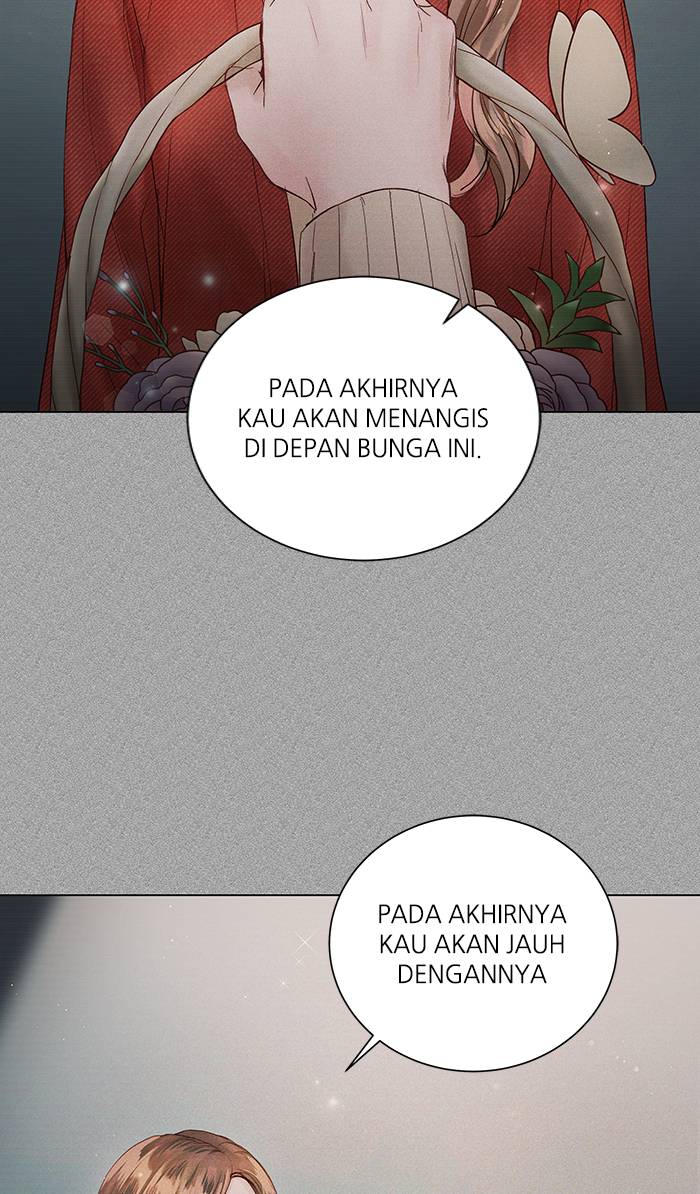 PADA AKHIRNYA
KAU AKAN MENANGIS
DI DEPAN BUNGA INI.
PADA AKHIRNYA
KAU AKAN JAUH
DENGANNYA